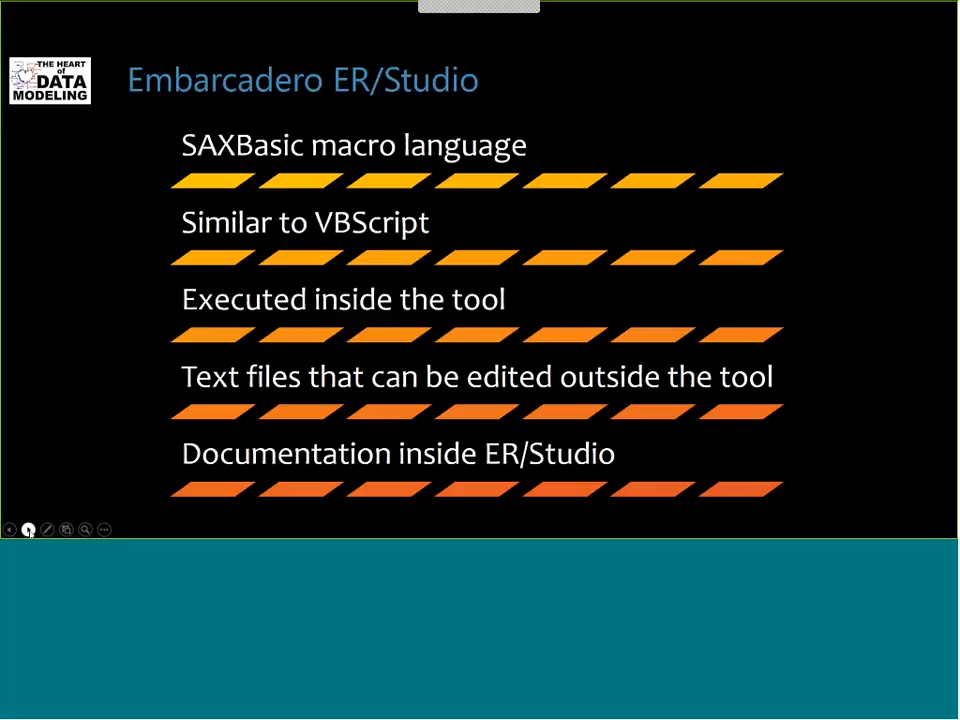 THE HEART
of
DATA
MODELING
Embarcadero ER/Studio
SAXBasic macro language
Similar to VBScript
Executed inside the tool
Text files that can be edited outside the tool
Documentation inside ER/Studio